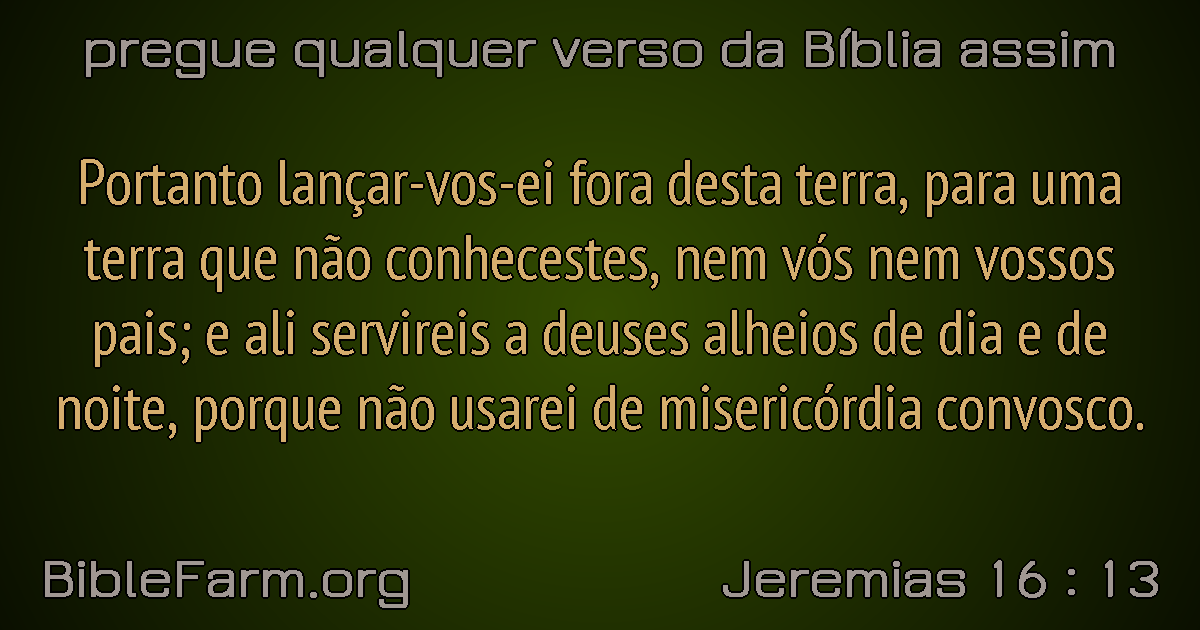 pregue qualquer verso da Bíblia assim
Portanto lançar-vos-ei fora desta terra, para uma
terra que não conhecestes, nem vós nem vossos
pais; e ali servireis a deuses alheios de dia e de
noite, porque não usarei de misericórdia convosco.
BibleFarm.org
Jeremias 16 : 13